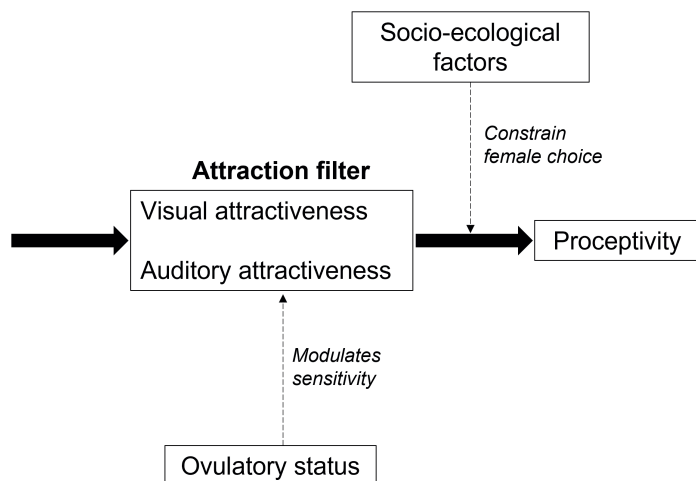 Socio-ecological
factors
Constrain
female choice
Attraction filter
Visual attractiveness
Auditory attractiveness
Proceptivity
Modulates
sensitivity
Ovulatory status